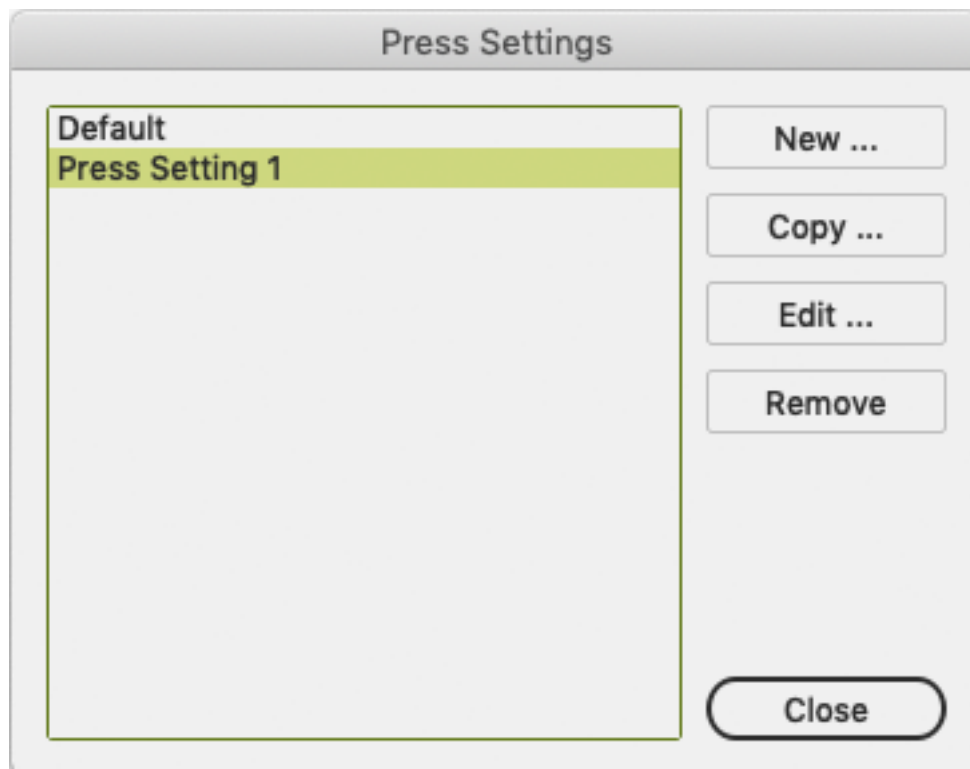 Press Settings
Default
Press Setting 1
New ...
Copy ...
Edit ...
Remove
Close